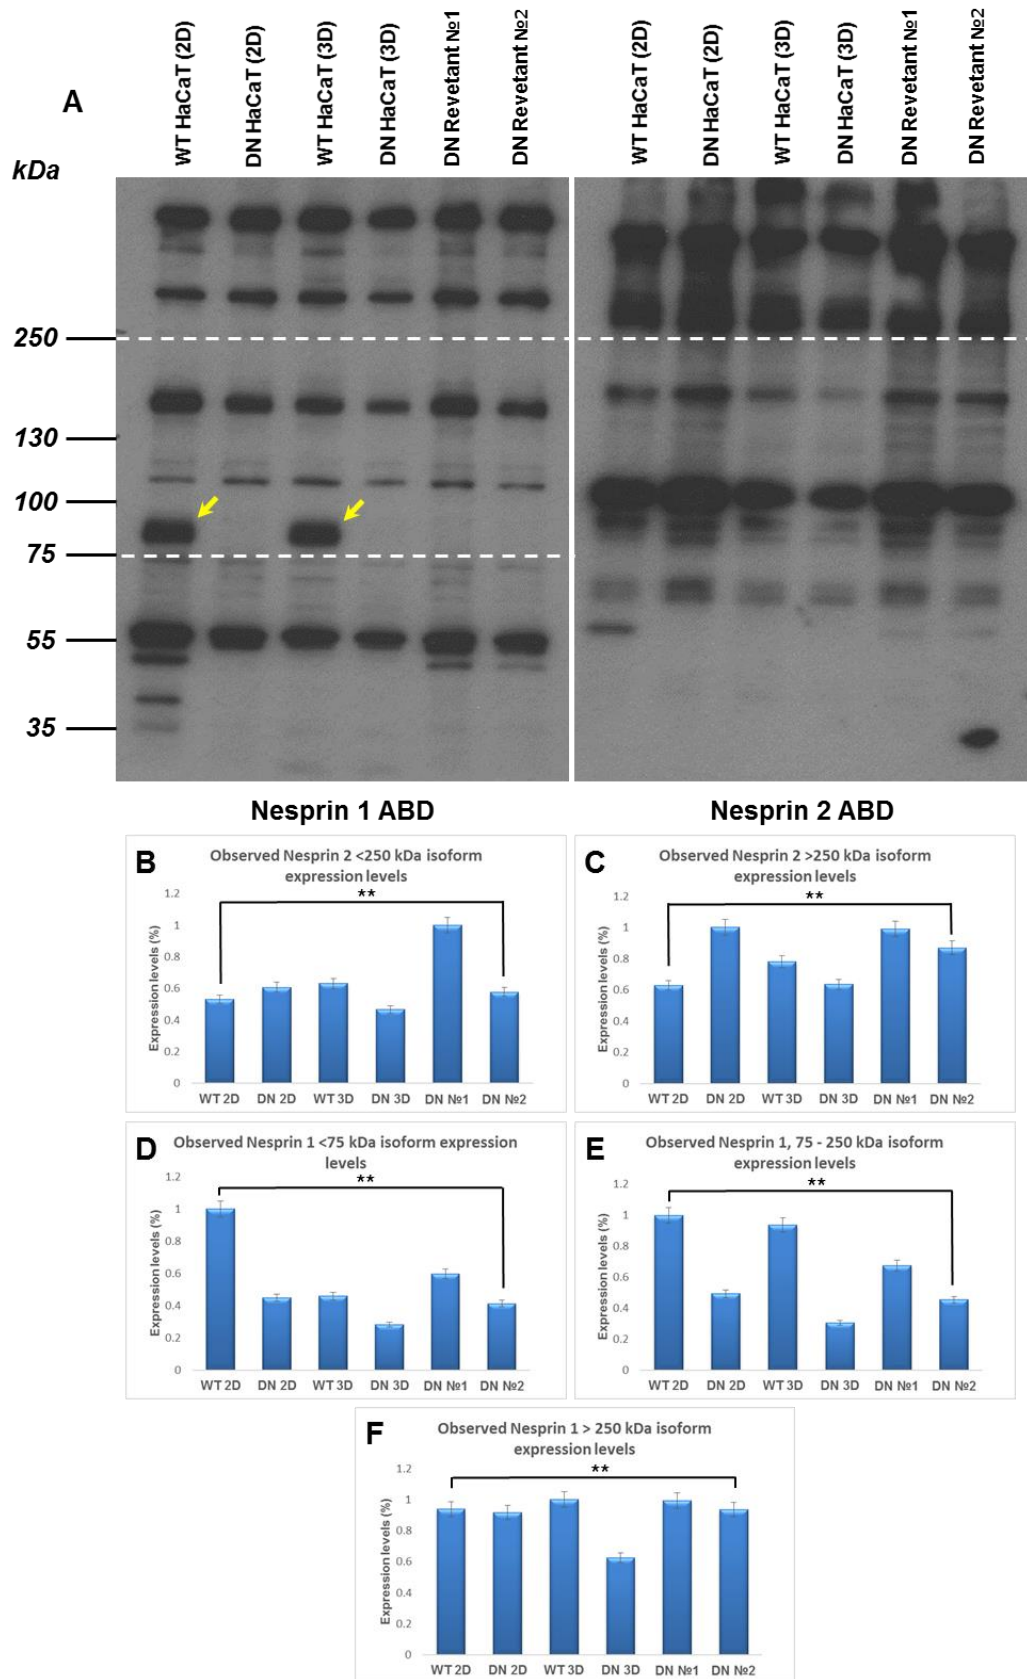 WT HaCaT (2D)
DN HaCaT (2D)
WT HaCaT (3D)
DN HaCaT (3D)
DN Revetant №1
DN Revetant №2
WT HaCaT (2D)
DN HaCaT (2D)
WT HaCaT (3D)
DN HaCaT (3D)
DN Revetant №1
DN Revetant №2
A
kDa
250
130
100
75
55
35
Nesprin 1 ABD
Nesprin 2 ABD
B
Observed Nesprin 2 <250 kDa isoform
expression levels
**
Expression levels (%)
1.2
1
0.8
0.6
0.4
0.2
0
WT 2D DN 2D WT 3D DN 3D DN №1 DN №2
C
Observed Nesprin 2 >250 kDa isoform
expression levels
**
Expression levels (%)
1.2
1
0.8
0.6
0.4
0.2
0
WT 2D DN 2D WT 3D DN 3D DN №1 DN №2
D
Observed Nesprin 1 <75 kDa isoform expression
levels
**
Expression levels (%)
1.2
1
0.8
0.6
0.4
0.2
0
WT 2D DN 2D WT 3D DN 3D DN №1 DN №2
E
Observed Nesprin 1, 75 - 250 kDa isoform
expression levels
**
Expression levels (%)
1.2
1
0.8
0.6
0.4
0.2
0
WT 2D DN 2D WT 3D DN 3D DN №1 DN №2
F
Observed Nesprin 1 > 250 kDa isoform
expression levels
**
Expression levels (%)
1.2
1
0.8
0.6
0.4
0.2
0
WT 2D DN 2D WT 3D DN 3D DN №1 DN №2